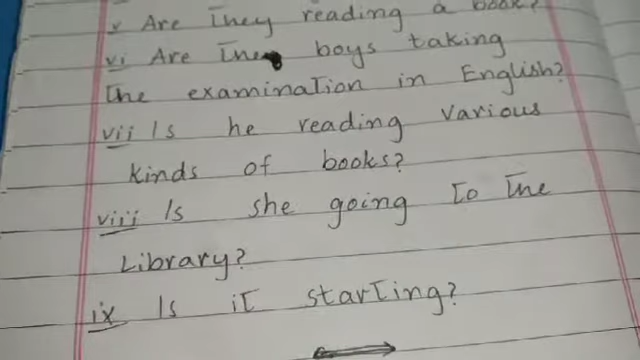 v Are They reading a book?
vi Are The boys taking
The examination in English?
vii Is he reading various
kinds of books?
viii Is she going To The
Library?
ix Is iT starTing?